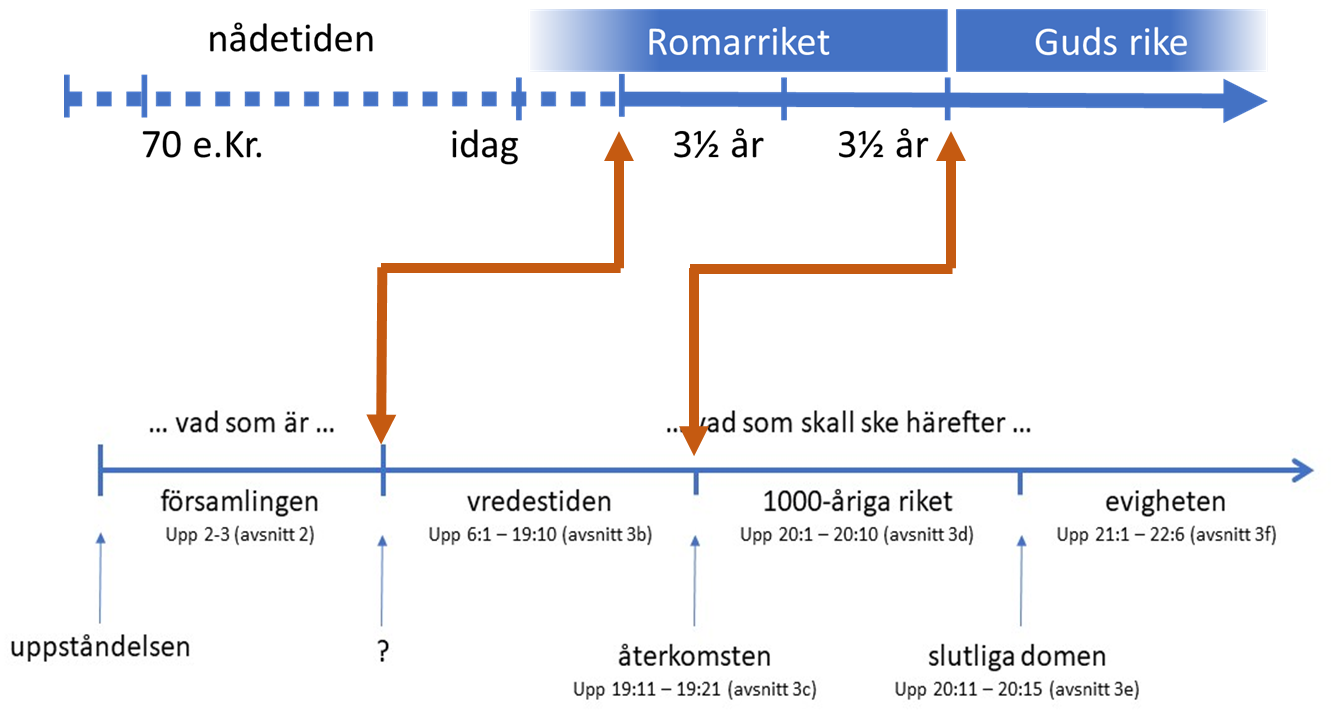 nådetiden
Romarriket
Guds rike
70 e.Kr.
idag
3½ år
3½ år
... vad som är ...
... vad som skall ske härefter ...
församlingen
Upp 2-3 (avsnitt 2)
vredestiden
Upp 6:1 – 19:10 (avsnitt 3b)
1000-åriga riket
Upp 20:1 – 20:10 (avsnitt 3d)
evigheten
Upp 21:1 – 22:6 (avsnitt 3f)
uppståndelsen
?
återkomsten
Upp 19:11 – 19:21 (avsnitt 3c)
slutliga domen
Upp 20:11 – 20:15 (avsnitt 3e)